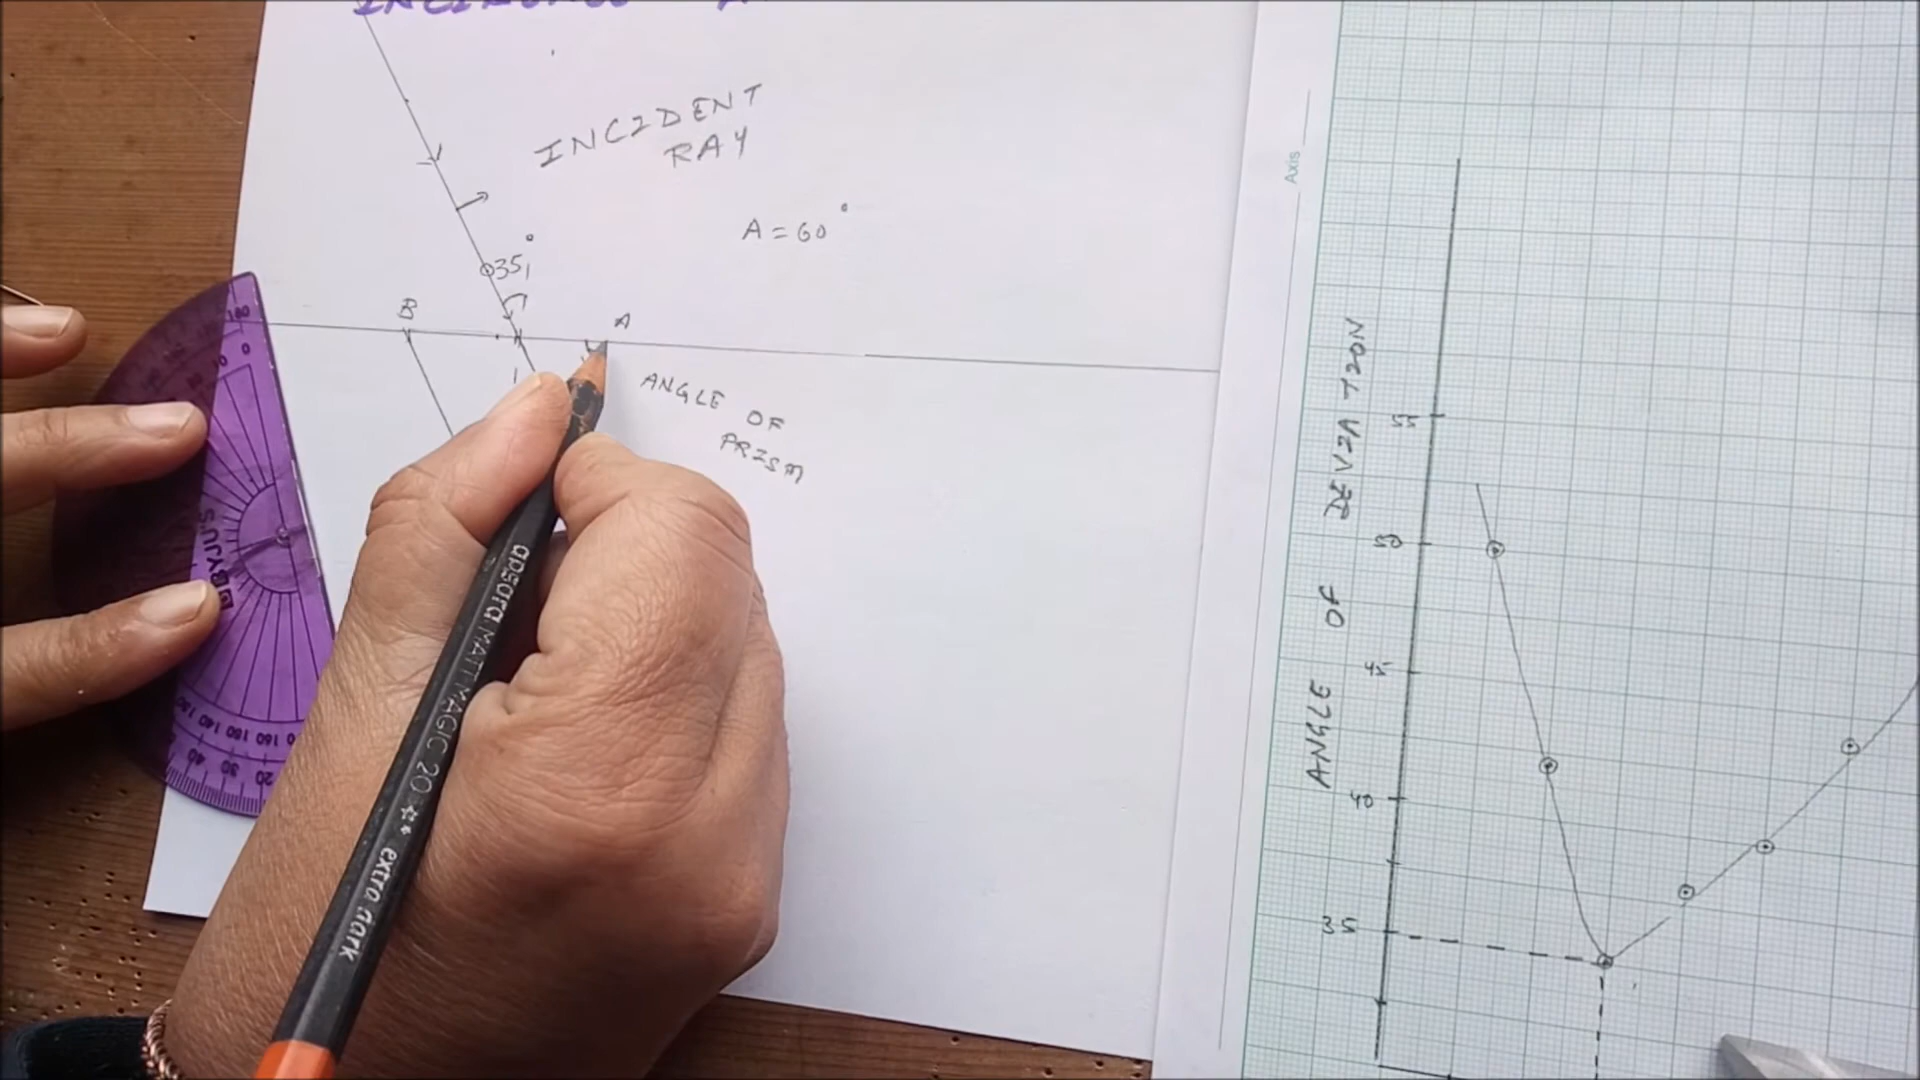 INCIDENT
RAY
A = 60°
35°
B
A
ANGLE OF
PRISM
BYJU'S
apsara MATT MAGIC 20 extra dark
Axis
ANGLE OF DEVIATION
55
50
45
40
35